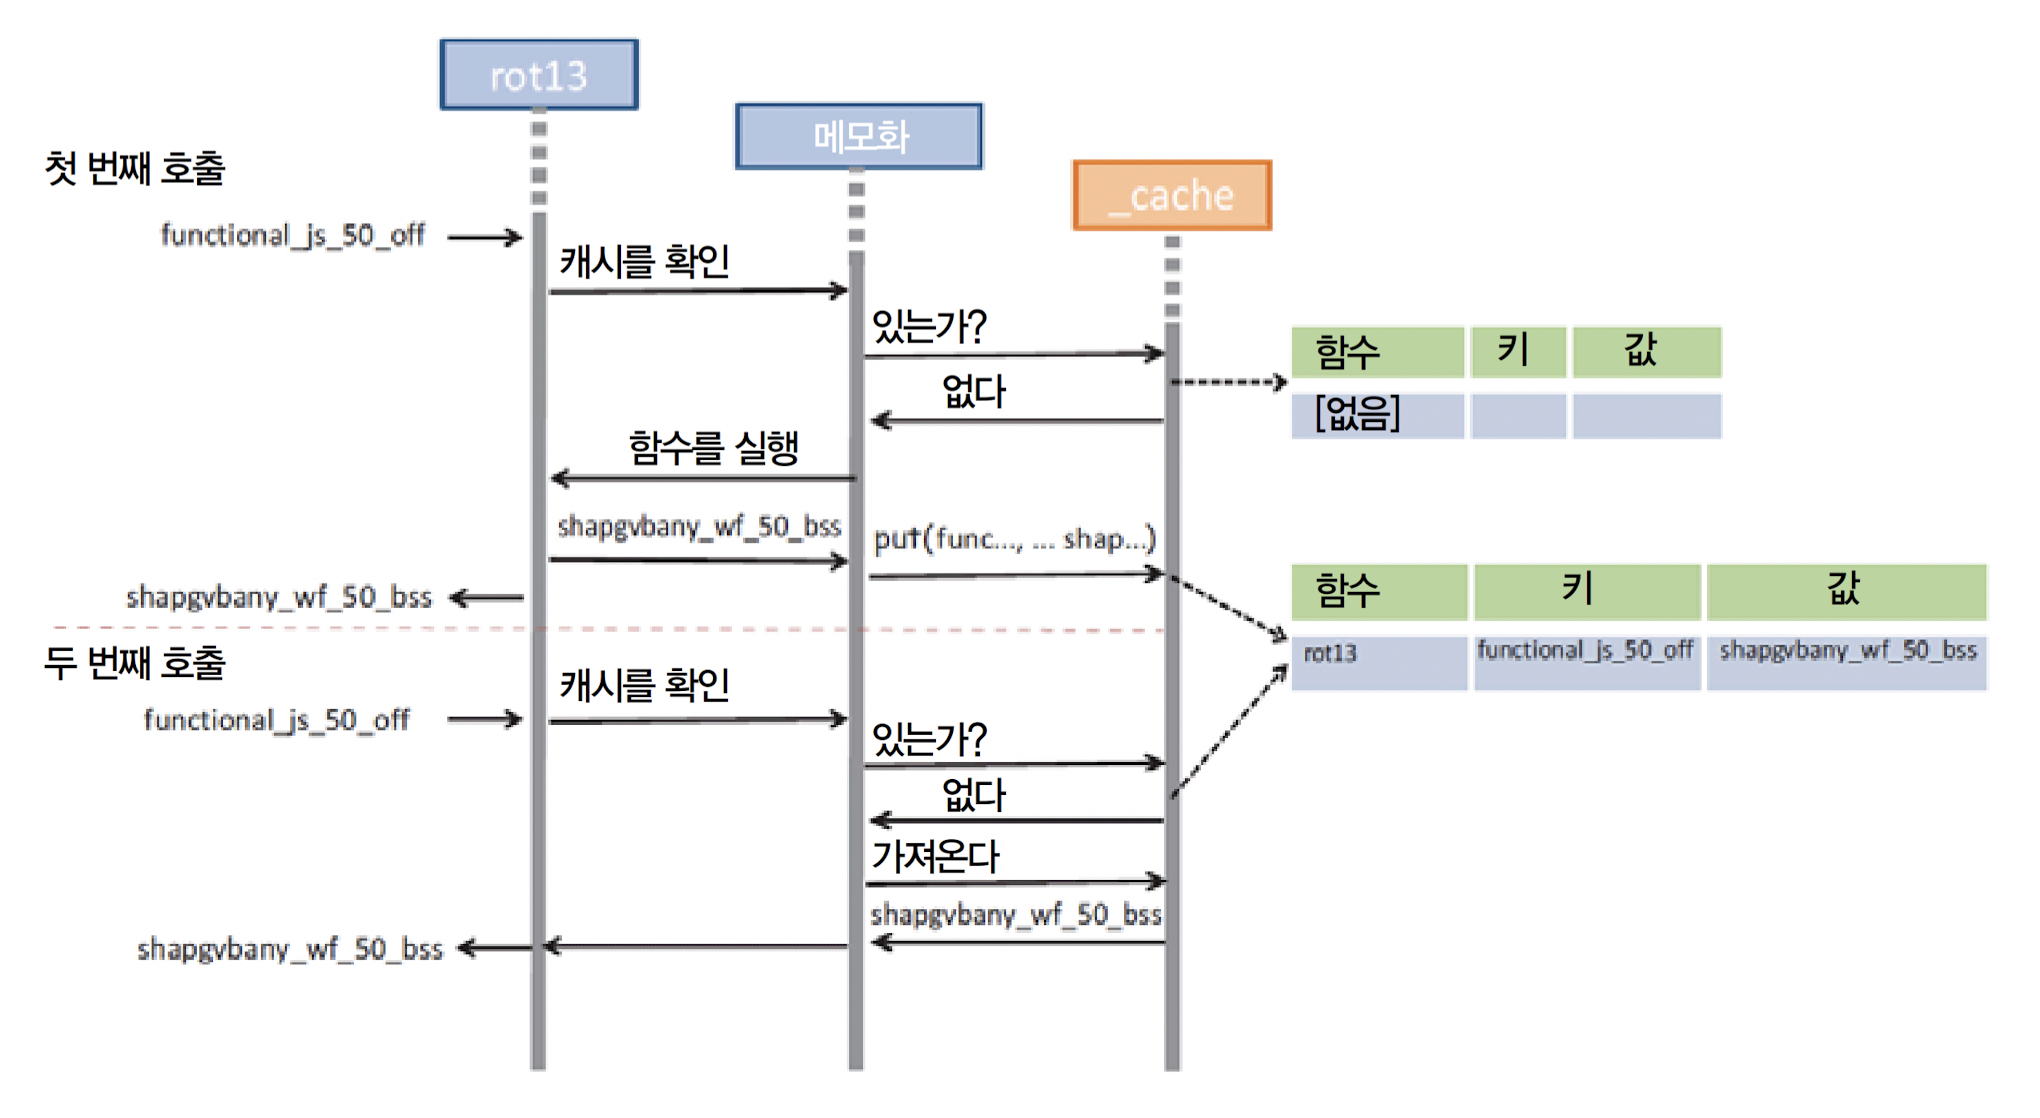 rot13
메모화
_cache
첫 번째 호출
functional_js_50_off
캐시를 확인
있는가?
함수 키 값
없다
[없음]
함수를 실행
shapgvbany_wf_50_bss
put(func..., ... shap...)
shapgvbany_wf_50_bss
함수 키 값
rot13 functional_js_50_off shapgvbany_wf_50_bss
두 번째 호출
캐시를 확인
functional_js_50_off
있는가?
없다
가져온다
shapgvbany_wf_50_bss
shapgvbany_wf_50_bss